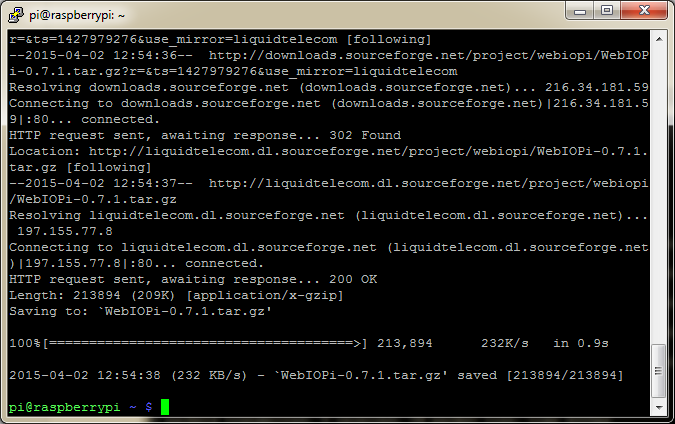 pi@raspberrypi: ~
r=&ts=1427979276&use_mirror=liquidtelecom [following]
--2015-04-02 12:54:36--  http://downloads.sourceforge.net/project/webiopi/WebIOP
i-0.7.1.tar.gz?r=&ts=1427979276&use_mirror=liquidtelecom
Resolving downloads.sourceforge.net (downloads.sourceforge.net)... 216.34.181.59
Connecting to downloads.sourceforge.net (downloads.sourceforge.net)|216.34.181.5
9|:80... connected.
HTTP request sent, awaiting response... 302 Found
Location: http://liquidtelecom.dl.sourceforge.net/project/webiopi/WebIOPi-0.7.1.
tar.gz [following]
--2015-04-02 12:54:37--  http://liquidtelecom.dl.sourceforge.net/project/webiopi
/WebIOPi-0.7.1.tar.gz
Resolving liquidtelecom.dl.sourceforge.net (liquidtelecom.dl.sourceforge.net)...
 197.155.77.8
Connecting to liquidtelecom.dl.sourceforge.net (liquidtelecom.dl.sourceforge.net
)|197.155.77.8|:80... connected.
HTTP request sent, awaiting response... 200 OK
Length: 213894 (209K) [application/x-gzip]
Saving to: `WebIOPi-0.7.1.tar.gz'
100%[======================================>] 213,894      232K/s   in 0.9s
2015-04-02 12:54:38 (232 KB/s) - `WebIOPi-0.7.1.tar.gz' saved [213894/213894]
pi@raspberrypi ~ $